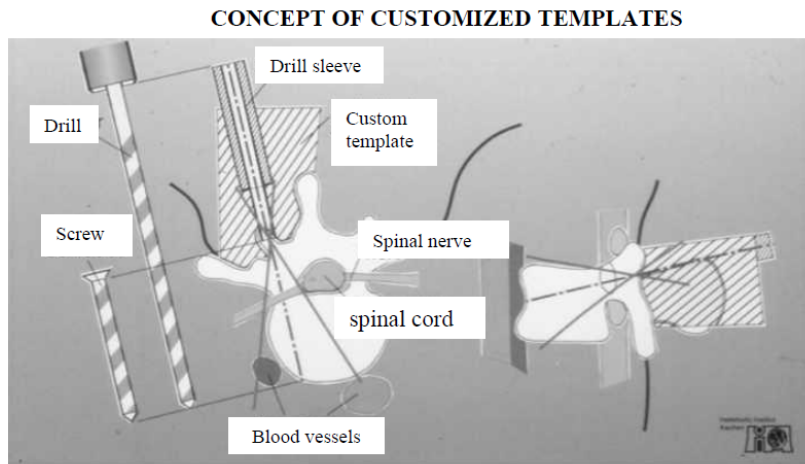 CONCEPT OF CUSTOMIZED TEMPLATES
Drill sleeve
Drill
Custom
template
Screw
Spinal nerve
spinal cord
Blood vessels